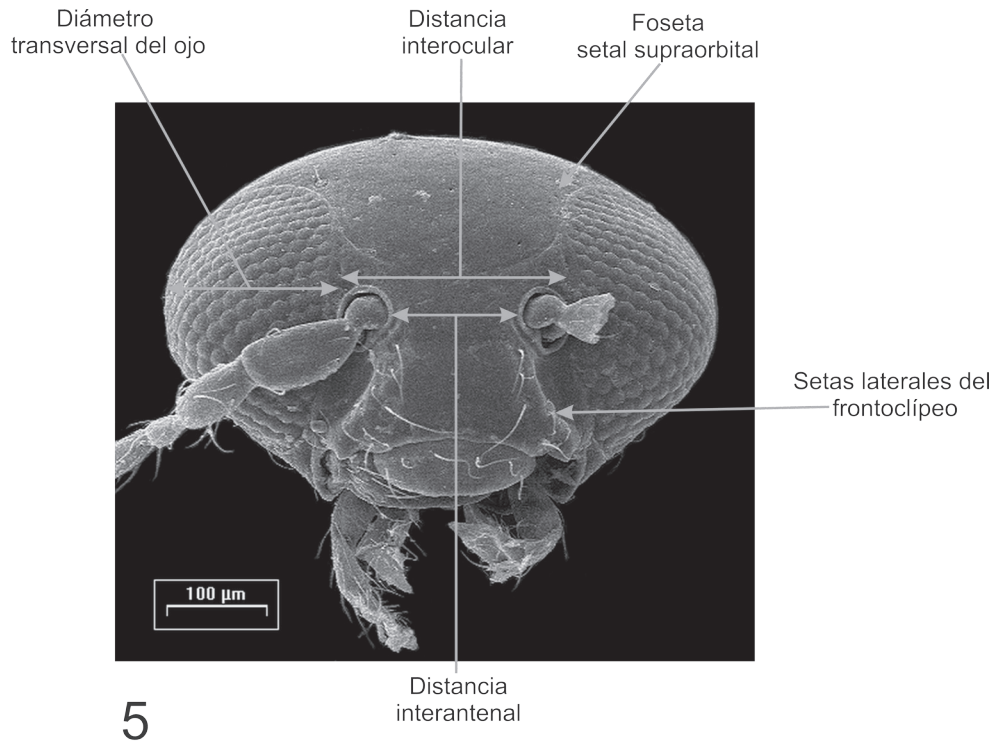 Diámetro
transversal del ojo
Distancia
interocular
Foseta
setal supraorbital
Setas laterales del
frontoclípeo
100 µm
Distancia
interantenal
5